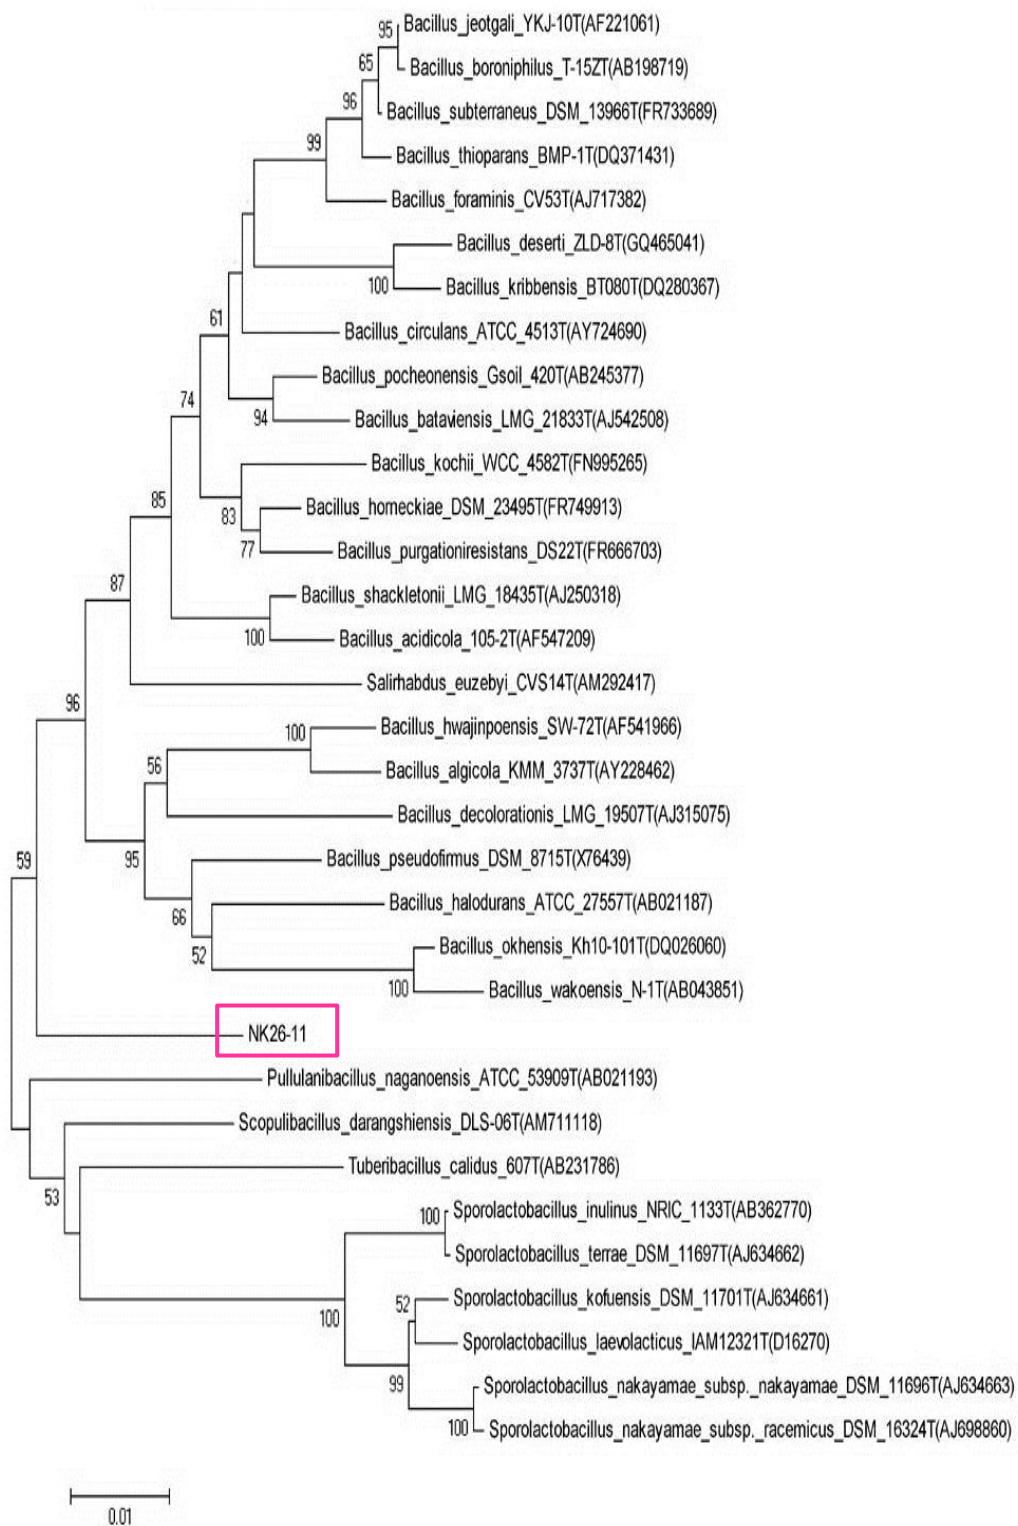 95
Bacillus_jeotgali_YKJ-10T(AF221061)
65
Bacillus_boroniphilus_T-15ZT(AB198719)
96
Bacillus_subterraneus_DSM_13966T(FR733689)
99
Bacillus_thioparans_BMP-1T(DQ371431)
Bacillus_foraminis_CV53T(AJ717382)
Bacillus_deserti_ZLD-8T(GQ465041)
100
Bacillus_kribbensis_BT080T(DQ280367)
61
Bacillus_circulans_ATCC_4513T(AY724690)
Bacillus_pocheonensis_Gsoil_420T(AB245377)
74
94
Bacillus_bataviensis_LMG_21833T(AJ542508)
Bacillus_kochii_WCC_4582T(FN995265)
85
Bacillus_horneckiae_DSM_23495T(FR749913)
83
77
Bacillus_purgationiresistans_DS22T(FR666703)
87
Bacillus_shackletonii_LMG_18435T(AJ250318)
100
Bacillus_acidicola_105-2T(AF547209)
Salirhabdus_euzebyi_CVS14T(AM292417)
96
100
Bacillus_hwajinpoensis_SW-72T(AF541966)
56
Bacillus_algicola_KMM_3737T(AY228462)
Bacillus_decolorationis_LMG_19507T(AJ315075)
59
95
Bacillus_pseudofirmus_DSM_8715T(X76439)
Bacillus_halodurans_ATCC_27557T(AB021187)
66
52
Bacillus_okhensis_Kh10-101T(DQ026060)
100
Bacillus_wakoensis_N-1T(AB043851)
NK26-11
Pullulanibacillus_naganoensis_ATCC_53909T(AB021193)
Scopulibacillus_darangshiensis_DLS-06T(AM711118)
Tuberibacillus_calidus_607T(AB231786)
53
100
Sporolactobacillus_inulinus_NRIC_1133T(AB362770)
Sporolactobacillus_terrae_DSM_11697T(AJ634662)
52
Sporolactobacillus_kofuensis_DSM_11701T(AJ634661)
100
Sporolactobacillus_laevolacticus_IAM12321T(D16270)
99
Sporolactobacillus_nakayamae_subsp._nakayamae_DSM_11696T(AJ634663)
100
Sporolactobacillus_nakayamae_subsp._racemicus_DSM_16324T(AJ698860)
0.01